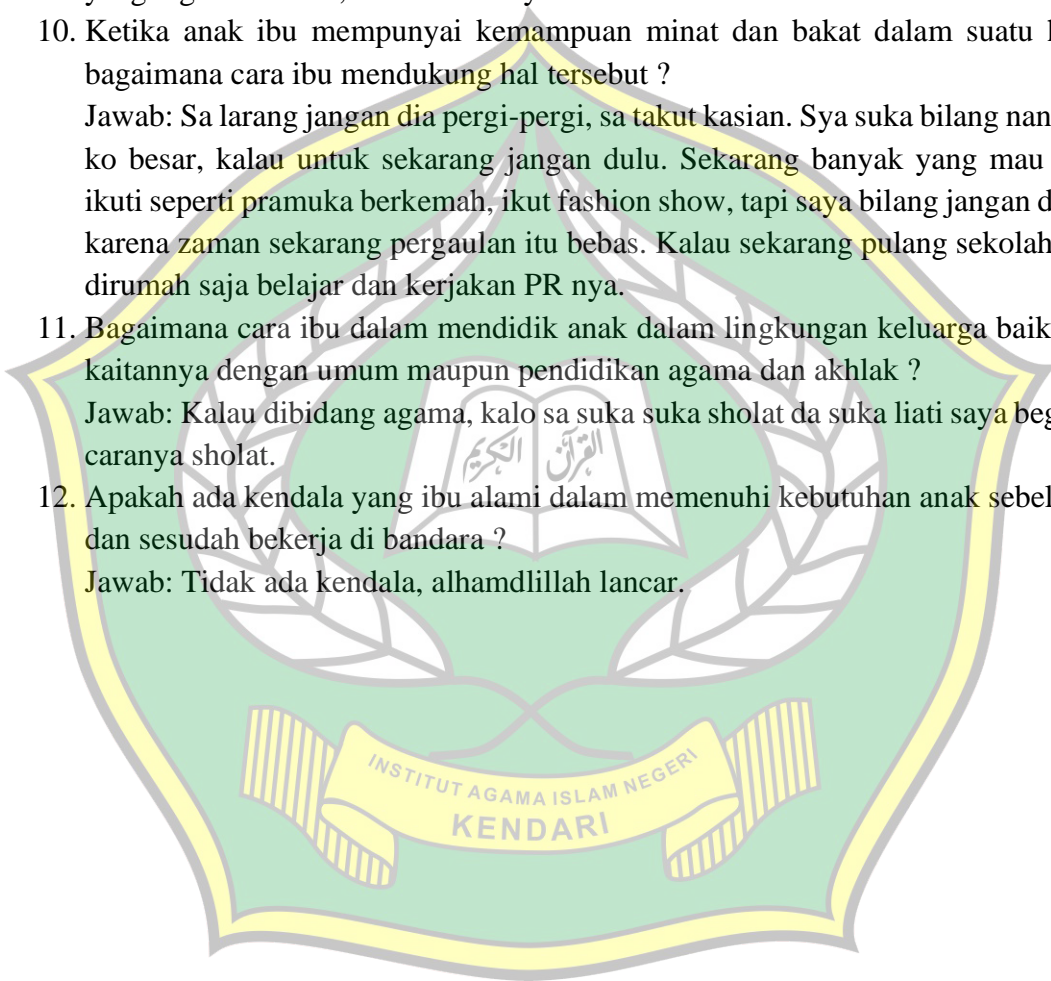 10. Ketika anak ibu mempunyai kemampuan minat dan bakat dalam suatu
bagaimana cara ibu mendukung hal tersebut ?
Jawab: Sa larang jangan dia pergi-pergi, sa takut kasian. Sya suka bilang
ko besar, kalau untuk sekarang jangan dulu. Sekarang banyak yang mau
ikuti seperti pramuka berkemah, ikut fashion show, tapi saya bilang jangan
karena zaman sekarang pergaulan itu bebas. Kalau sekarang pulang sekolah
dirumah saja belajar dan kerjakan PR nya.
11. Bagaimana cara ibu dalam mendidik anak dalam lingkungan keluarga baik
kaitannya dengan umum maupun pendidikan agama dan akhlak ?
Jawab: Kalau dibidang agama, kalo sa suka suka sholat da suka liati saya
caranya sholat.
القرآن الكريم
12. Apakah ada kendala yang ibu alami dalam memenuhi kebutuhan anak
dan sesudah bekerja di bandara ?
Jawab: Tidak ada kendala, alhamdlillah lancar.
INSTITUT AGAMA ISLAM NEGERI
KENDARI